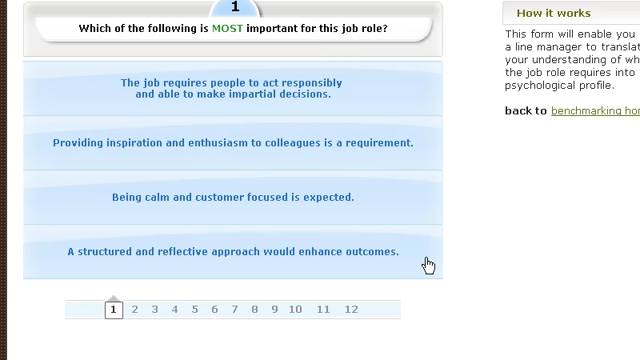 1
Which of the following is MOST important for this job role?
The job requires people to act responsibly
and able to make impartial decisions.
Providing inspiration and enthusiasm to colleagues is a requirement.
Being calm and customer focused is expected.
A structured and reflective approach would enhance outcomes.
1 2 3 4 5 6 7 8 9 10 11 12
How it works
This form will enable you
a line manager to translat
your understanding of wh
the job role requires into
psychological profile.
back to benchmarking hom